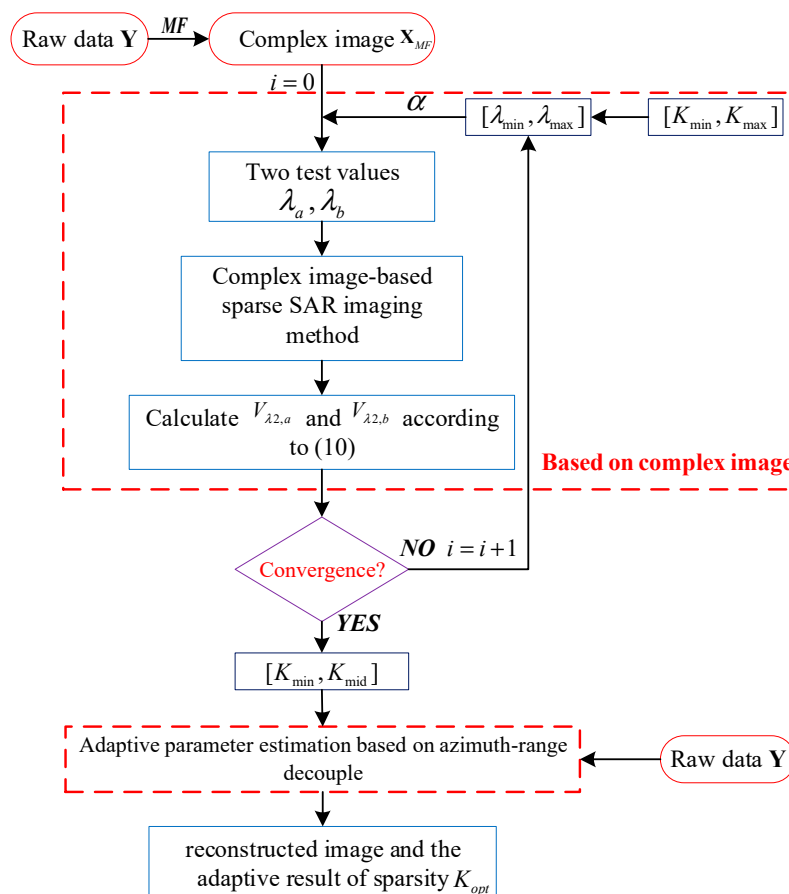 Raw data Y
MF
Complex image X_MF
i=0
α
[λ_min, λ_max]
[K_min, K_max]
Two test values
λ_a, λ_b
Complex image-based
sparse SAR imaging
method
Calculate V_λ2,a and V_λ2,b according
to (10)
Based on complex image
Convergence?
NO i=i+1
YES
[K_min, K_mid]
Adaptive parameter estimation based on azimuth-range
decouple
Raw data Y
reconstructed image and the
adaptive result of sparsity K_opt